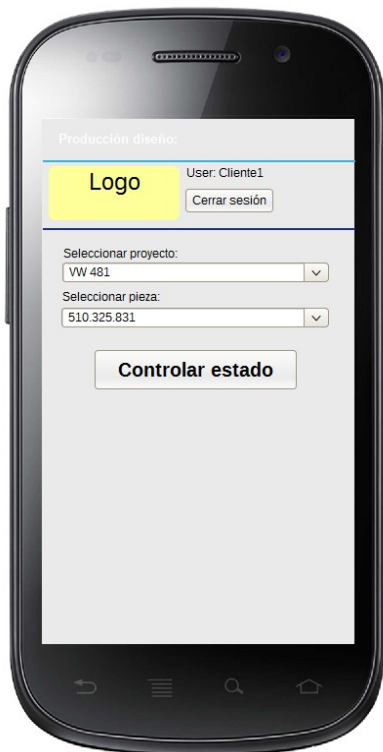 Producción diseño:
Logo
User: Cliente1
Cerrar sesión
Seleccionar proyecto:
VW 481
Seleccionar pieza:
510.325.831
Controlar estado